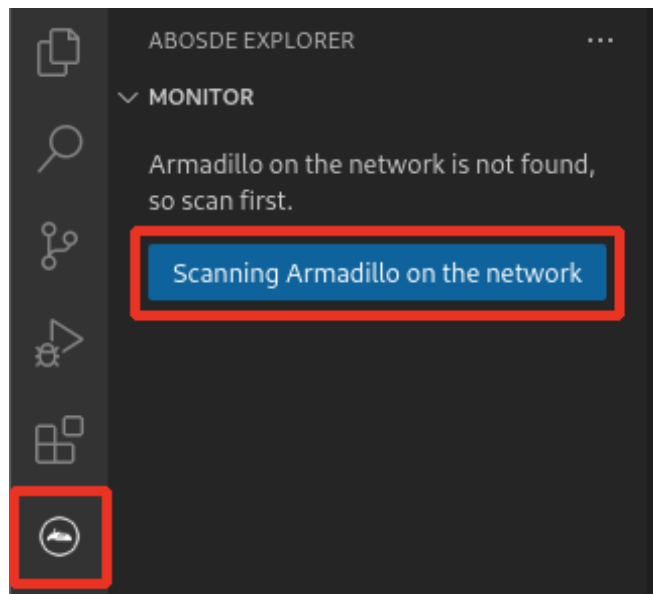 ABOSDE EXPLORER
MONITOR
Armadillo on the network is not found,
so scan first.
Scanning Armadillo on the network